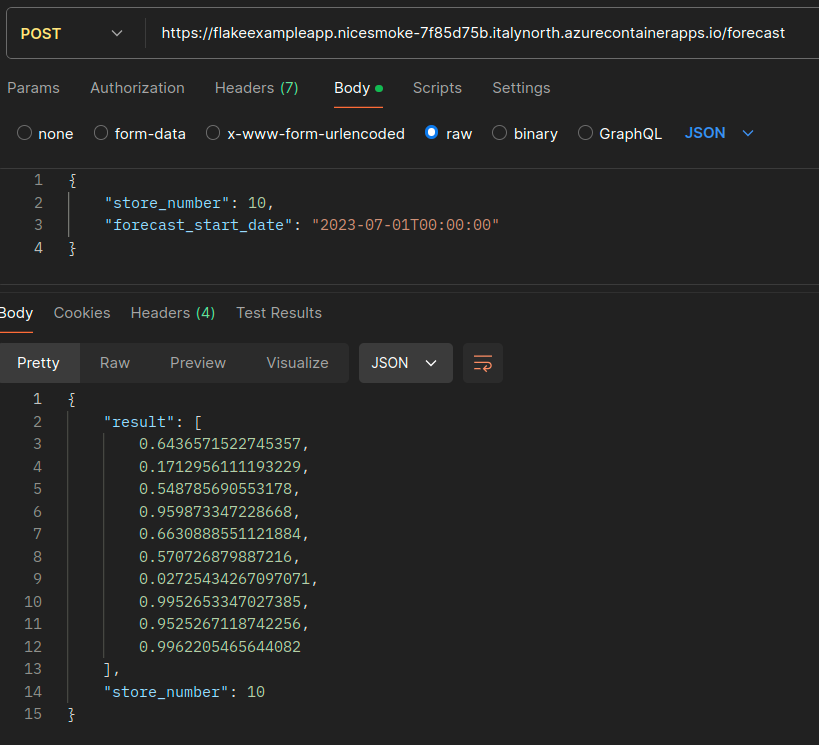 POST https://flakeexampleapp.nicesmoke-7f85d75b.italynorth.azurecontainerapps.io/forecast
Params Authorization Headers (7) Body Scripts Settings
none form-data x-www-form-urlencoded raw binary GraphQL JSON
1 {
2 "store_number": 10,
3 "forecast_start_date": "2023-07-01T00:00:00"
4 }
Body Cookies Headers (4) Test Results
Pretty Raw Preview Visualize JSON
1 {
2 "result": [
3 0.6436571522745357,
4 0.1712956111193229,
5 0.548785690553178,
6 0.959873347228668,
7 0.6630888551121884,
8 0.570726879887216,
9 0.02725434267097071,
10 0.9952653347027385,
11 0.9525267118742256,
12 0.9962205465644082
13 ],
14 "store_number": 10
15 }